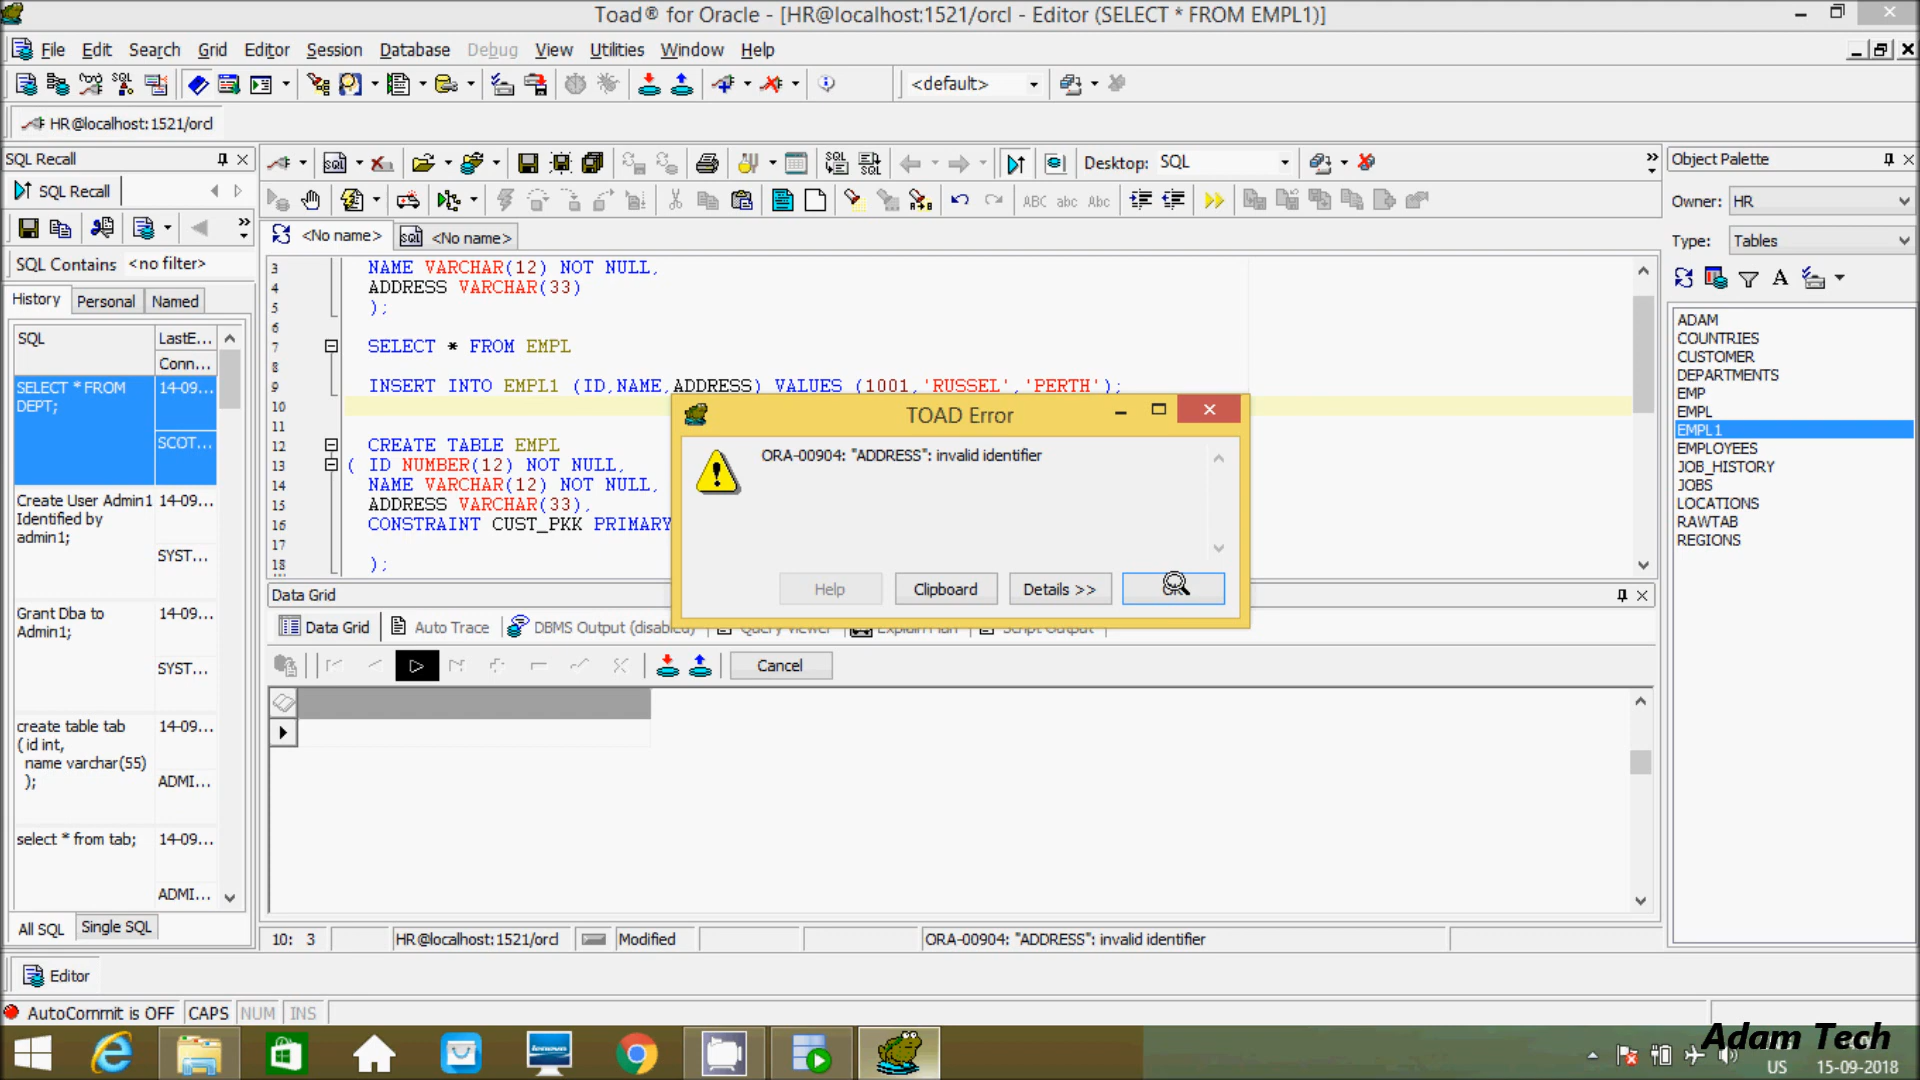 Toad® for Oracle - [HR@localhost:1521/orcl - Editor (SELECT * FROM EMPL1)]
File Edit Search Grid Editor Session Database Debug View Utilities Window Help
<default>
HR@localhost:1521/orcl
SQL Recall
SQL Recall
SQL Contains <no filter>
History Personal Named
SQL LastE...
Conn...
SELECT * FROM DEPT; 14-09...
SCOT...
Create User Admin1 Identified by admin1; 14-09...
SYST...
Grant Dba to Admin1; 14-09...
SYST...
create table tab 14-09...
( id int,
name varchar(55)
); ADMI...
select * from tab; 14-09...
ADMI...
All SQL Single SQL
Desktop: SQL
ABC abc Abc
<No name> <No name>
3 NAME VARCHAR(12) NOT NULL,
4 ADDRESS VARCHAR(33)
5 );
6
7 SELECT * FROM EMPL
8
9 INSERT INTO EMPL1 (ID,NAME,ADDRESS) VALUES (1001,'RUSSEL','PERTH');
10
11
12 CREATE TABLE EMPL
13 ( ID NUMBER(12) NOT NULL,
14 NAME VARCHAR(12) NOT NULL,
15 ADDRESS VARCHAR(33),
16 CONSTRAINT CUST_PKK PRIMARY
17
18 );
TOAD Error
ORA-00904: "ADDRESS": invalid identifier
Help Clipboard Details >>
Data Grid
Data Grid Auto Trace DBMS Output (disabled) Query Viewer Explain Plan Script Output
Cancel
10: 3 HR@localhost:1521/orcl Modified ORA-00904: "ADDRESS": invalid identifier
Object Palette
Owner: HR
Type: Tables
ADAM
COUNTRIES
CUSTOMER
DEPARTMENTS
EMP
EMPL
EMPL1
EMPLOYEES
JOB_HISTORY
JOBS
LOCATIONS
RAWTAB
REGIONS
Editor
AutoCommit is OFF CAPS NUM INS
Adam Tech
US 15-09-2018